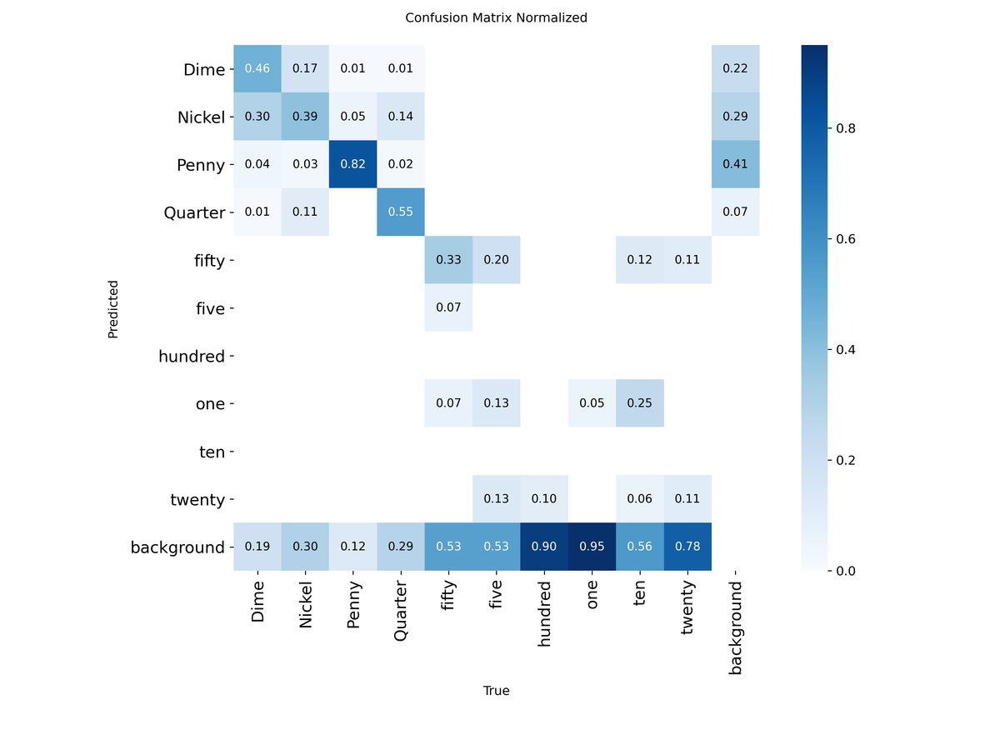 Confusion Matrix Normalized
Dime 0.46 0.17 0.01 0.01 0.22
Nickel 0.30 0.39 0.05 0.14 0.29
Penny 0.04 0.03 0.82 0.02 0.41
Quarter 0.01 0.11 0.55 0.07
fifty 0.33 0.20 0.12 0.11
five 0.07
hundred
one 0.07 0.13 0.05 0.25
ten
twenty 0.13 0.10 0.06 0.11
background 0.19 0.30 0.12 0.29 0.53 0.53 0.90 0.95 0.56 0.78
Dime Nickel Penny Quarter fifty five hundred one ten twenty background
True
Predicted
0.8
0.6
0.4
0.2
0.0